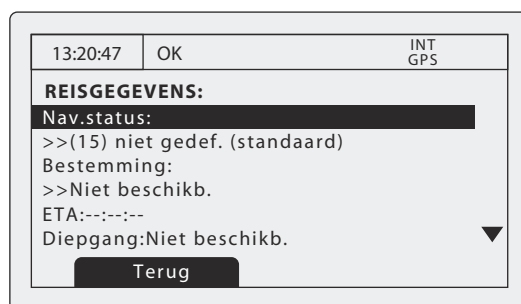 13:20:47 OK INT
GPS
REISGEGEVENS:
Nav.status:
>>(15) niet gedef. (standaard)
Bestemming:
>>Niet beschikb.
ETA:--:--:--
Diepgang:Niet beschikb.
Terug